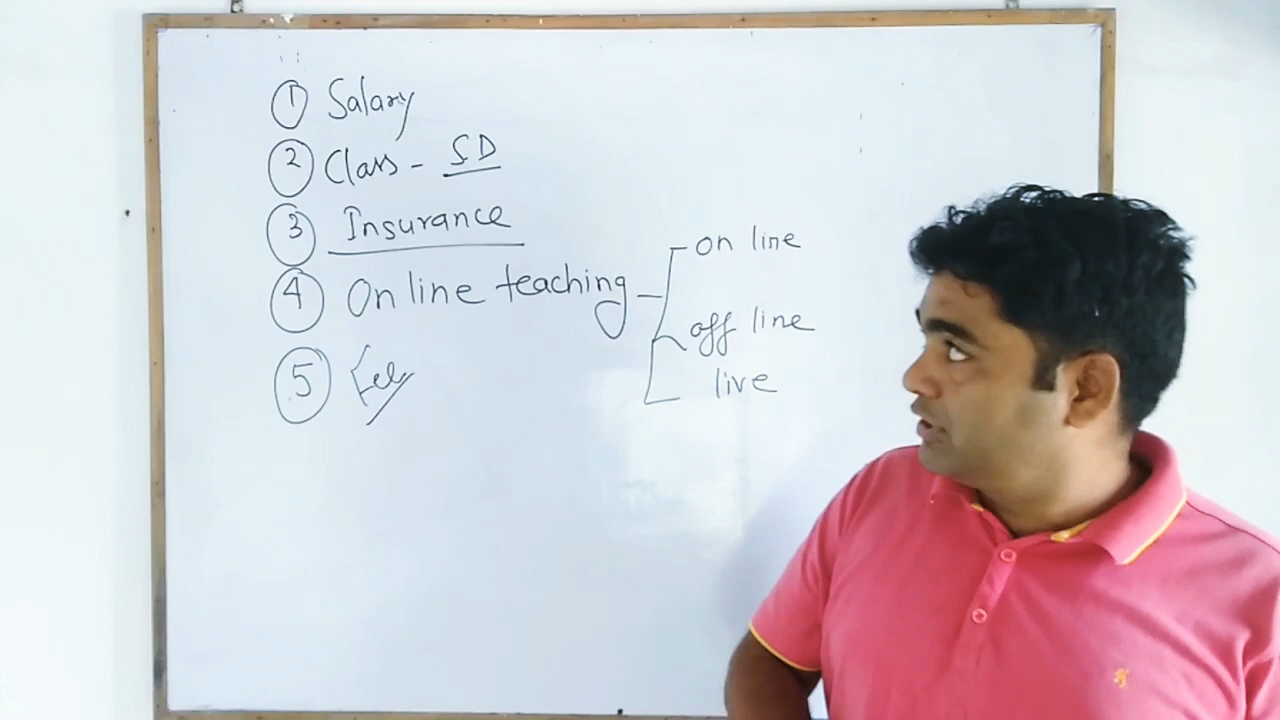 1 Salary
2 Class - SD
3 Insurance
4 On line teaching
on line
off line
live
5 Fee